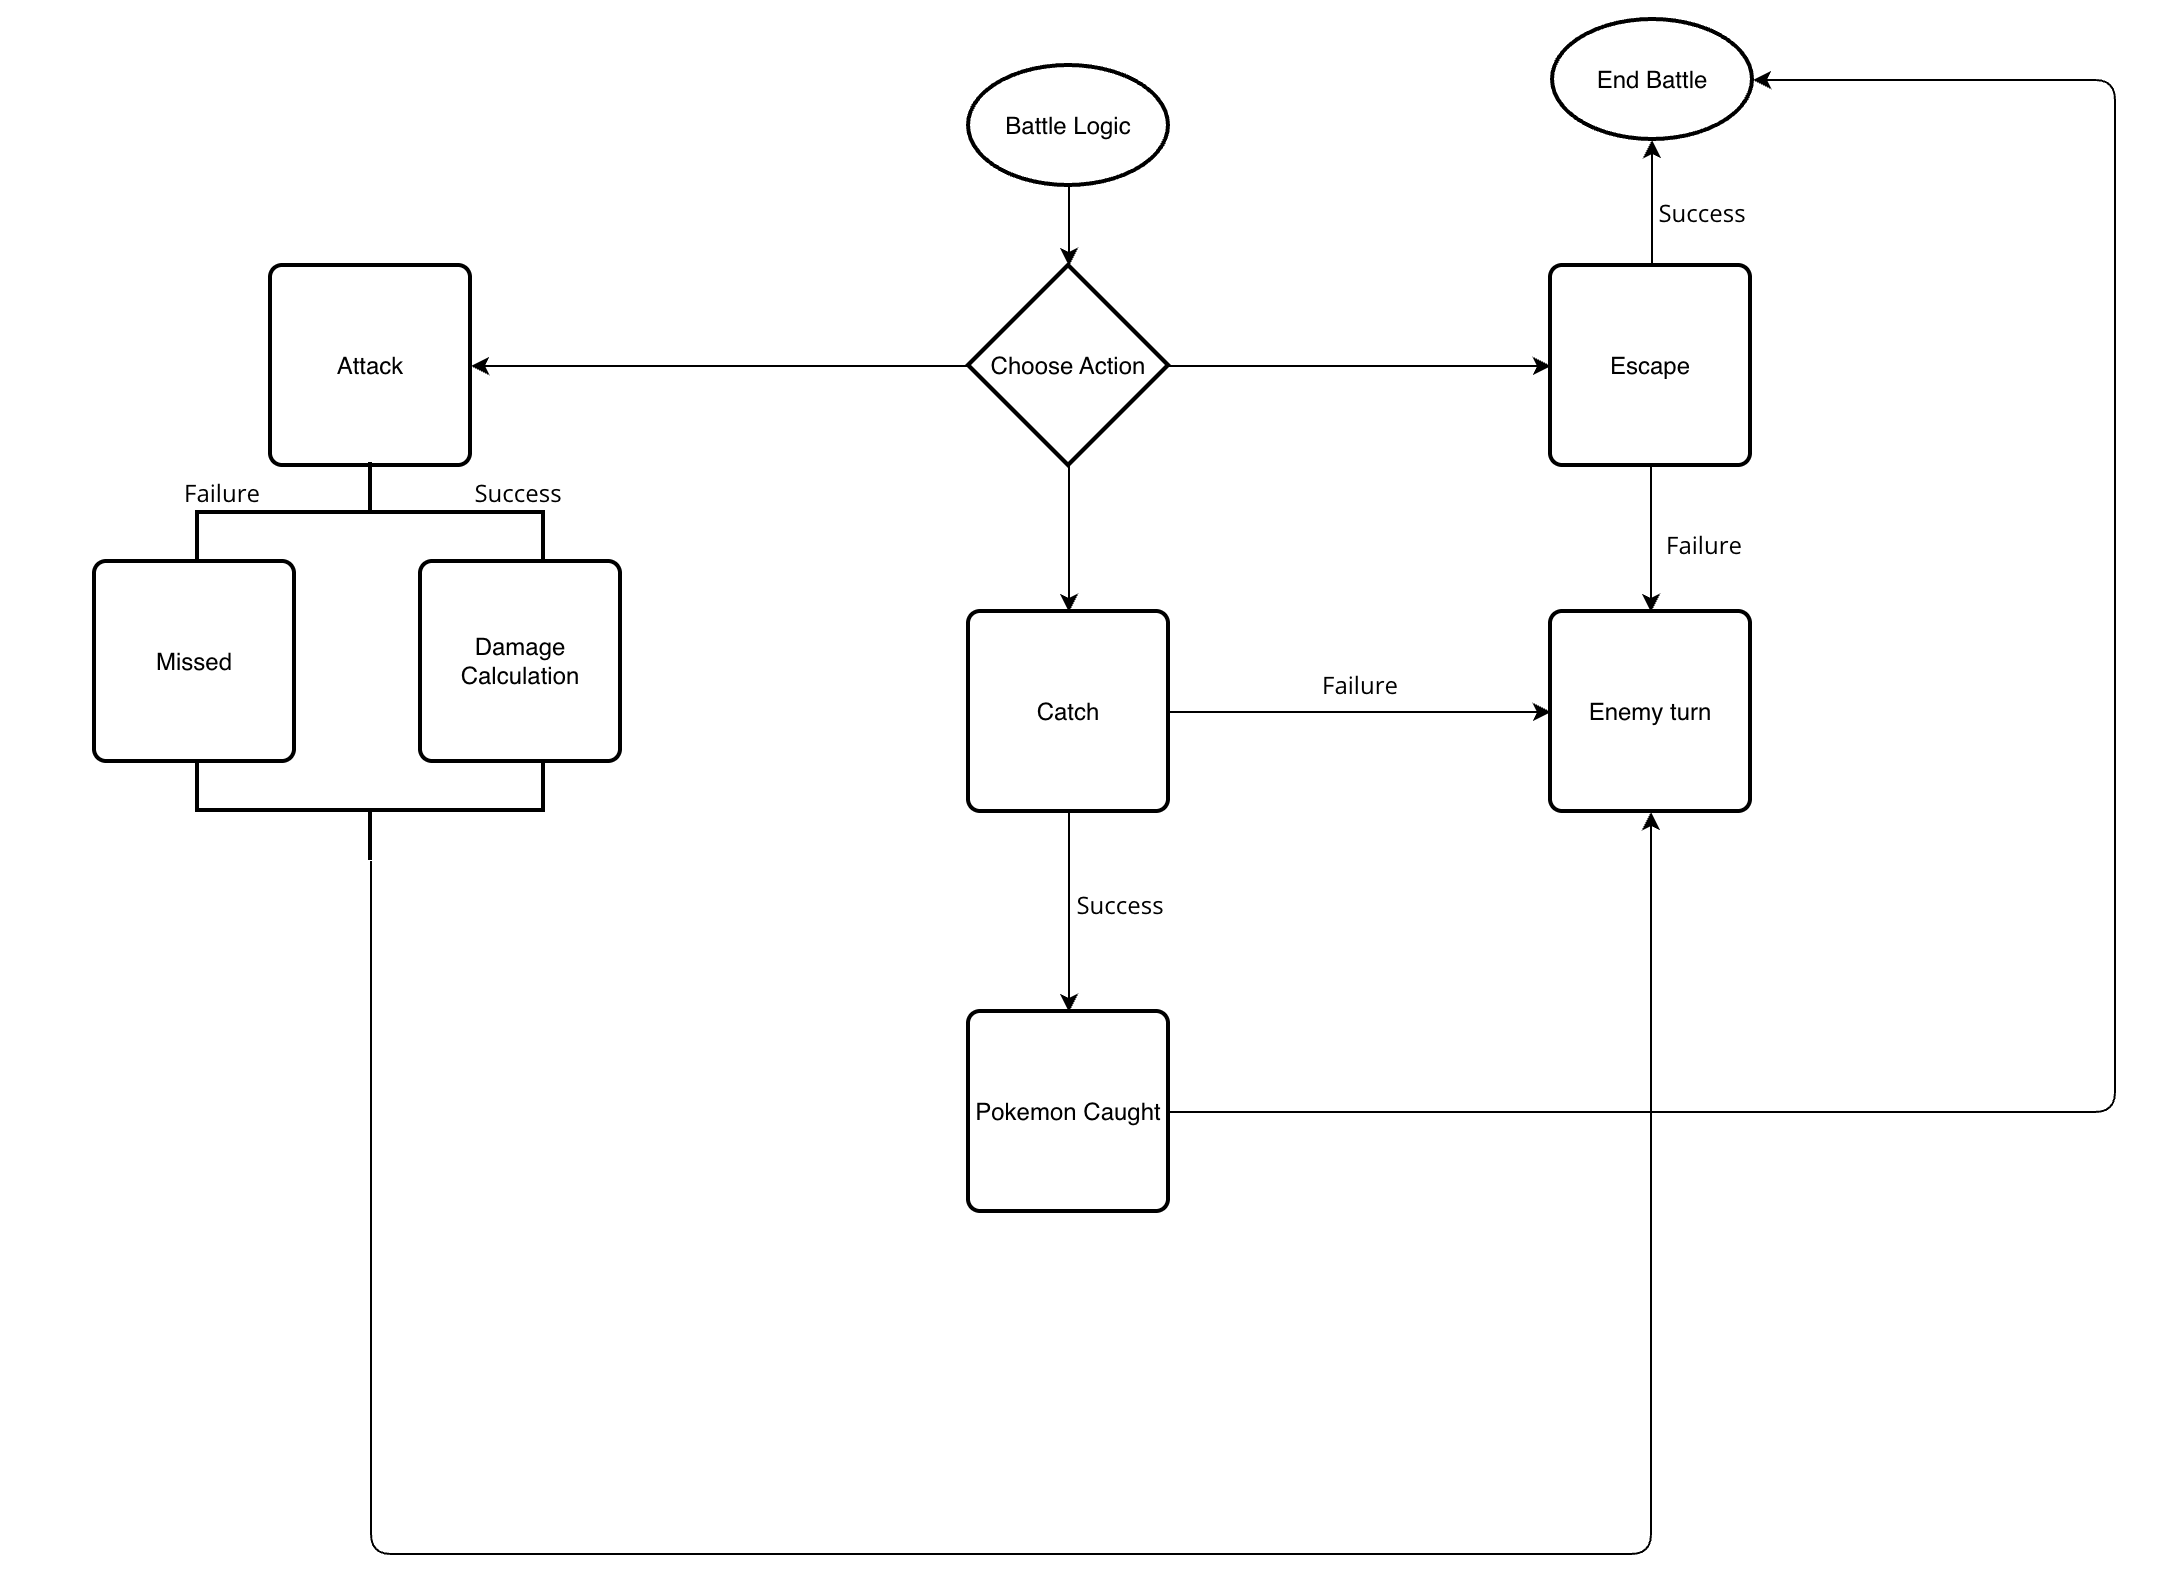 End Battle
Battle Logic
Success
Attack
Choose Action
Escape
Failure
Success
Failure
Missed
Damage
Calculation
Failure
Catch
Enemy turn
Success
Pokemon Caught